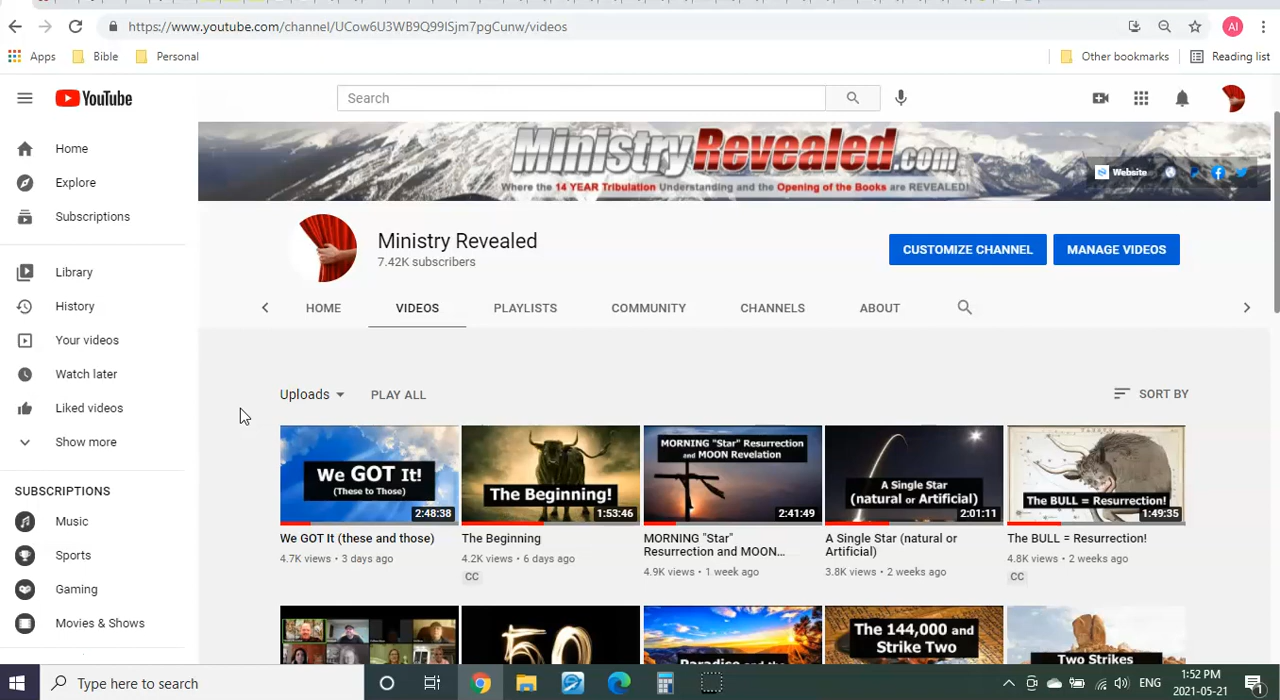 https://www.youtube.com/channel/UCow6U3WB9Q99ISjm7pgCunw/videos
AI
Apps
Bible
Personal
Other bookmarks
Reading list
YouTube
Search
MinistryRevealed.com
Where the 14 YEAR Tribulation Understanding and the Opening of the Books are REVEALED!
Website
Home
Explore
Subscriptions
Library
History
Your videos
Watch later
Liked videos
Show more
SUBSCRIPTIONS
Music
Sports
Gaming
Movies & Shows
Ministry Revealed
7.42K subscribers
CUSTOMIZE CHANNEL
MANAGE VIDEOS
HOME
VIDEOS
PLAYLISTS
COMMUNITY
CHANNELS
ABOUT
Uploads
PLAY ALL
SORT BY
We GOT It!
(These to Those)
2:48:38
We GOT It (these and those)
4.7K views • 3 days ago
The Beginning!
1:53:46
The Beginning
4.2K views • 6 days ago
CC
MORNING "Star" Resurrection
and MOON Revelation
2:41:49
MORNING "Star"
Resurrection and MOON...
4.9K views • 1 week ago
A Single Star
(natural or Artificial)
2:01:11
A Single Star (natural or
Artificial)
3.8K views • 2 weeks ago
The BULL = Resurrection!
1:49:35
The BULL = Resurrection!
4.8K views • 2 weeks ago
CC
50
Paradise and the
The 144,000 and
Strike Two
Two Strikes
Type here to search
ENG
1:52 PM
2021-05-21
1